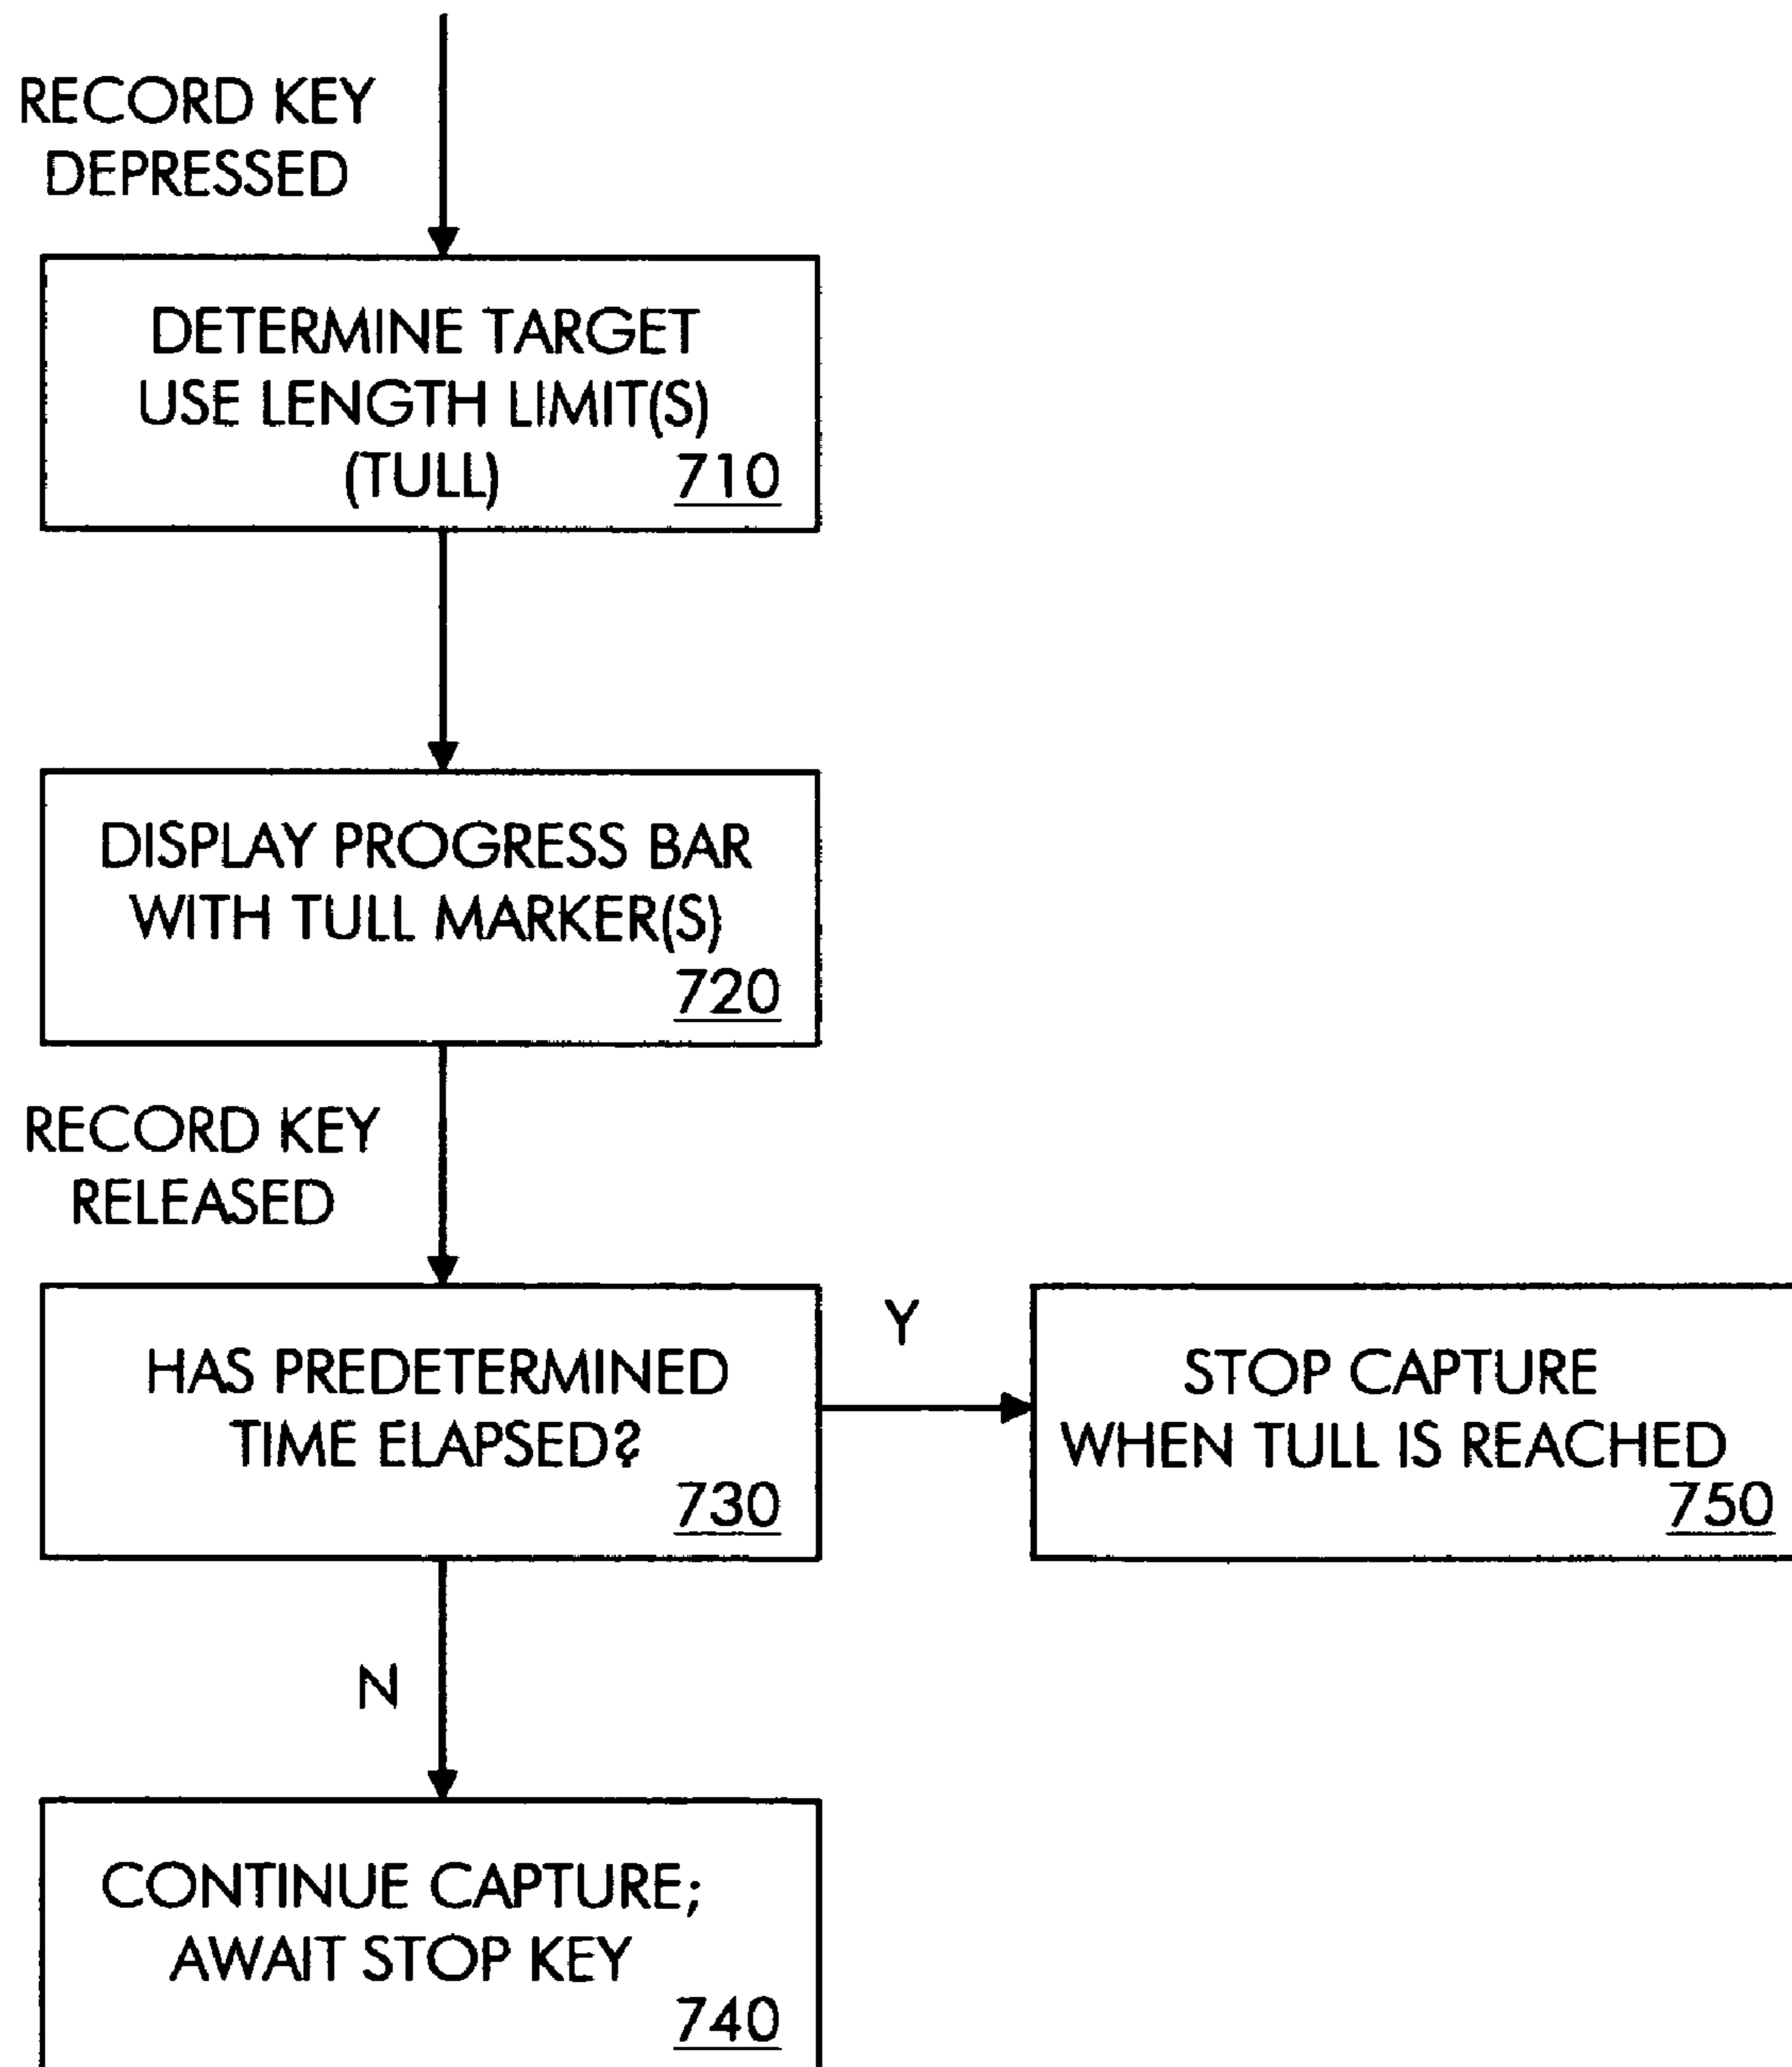 RECORD KEY
DEPRESSED
DETERMINE TARGET
USE LENGTH LIMIT(S)
(TULL) 710
DISPLAY PROGRESS BAR
WITH TULL MARKER(S)
720
RECORD KEY
RELEASED
HAS PREDETERMINED
TIME ELAPSED?
730
Y
STOP CAPTURE
WHEN TULL IS REACHED
750
N
CONTINUE CAPTURE;
AWAIT STOP KEY
740